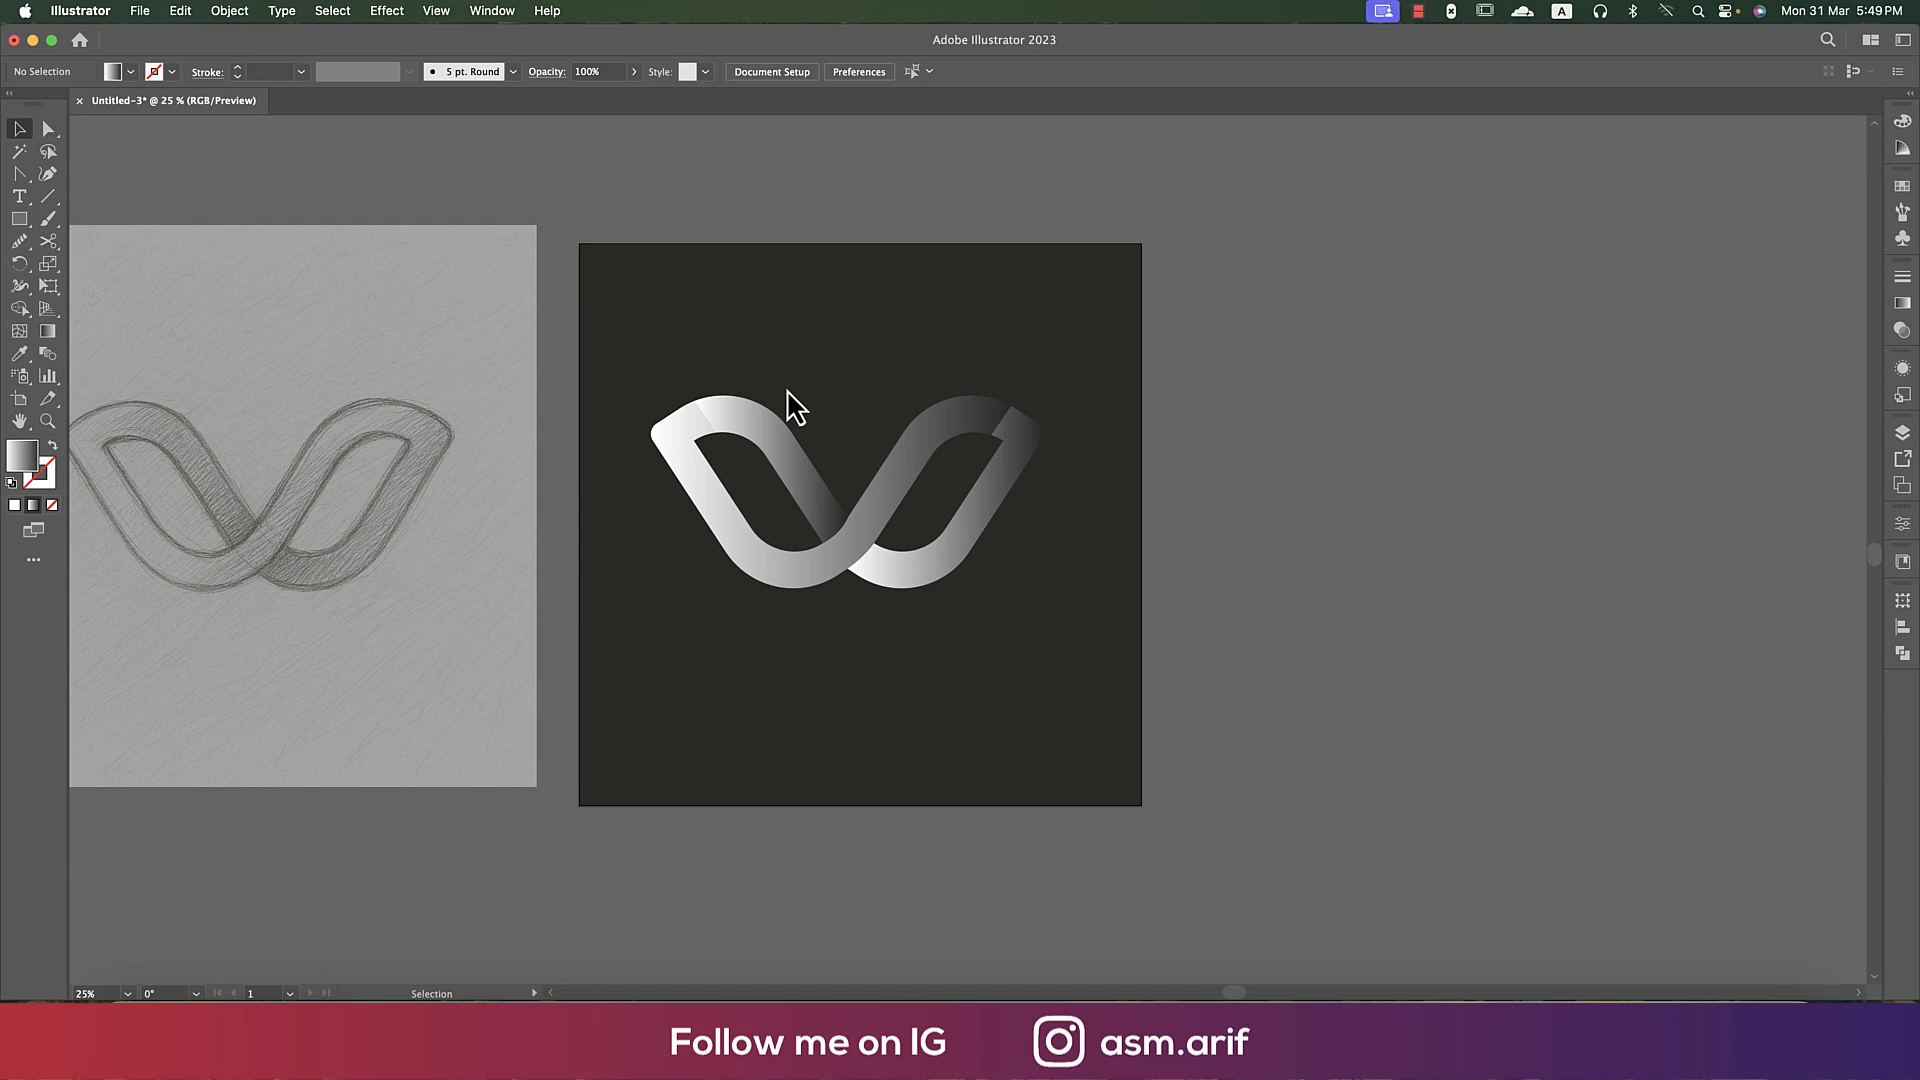 Illustrator File Edit Object Type Select Effect View Window Help
A
Mon 31 Mar 5:49 PM
Adobe Illustrator 2023
No Selection
Stroke:
5 pt. Round
Opacity: 100%
Style:
Document Setup
Preferences
Untitled-3* @ 25 % (RGB/Preview)
25%
0°
1
Selection
Follow me on IG
asm.arif